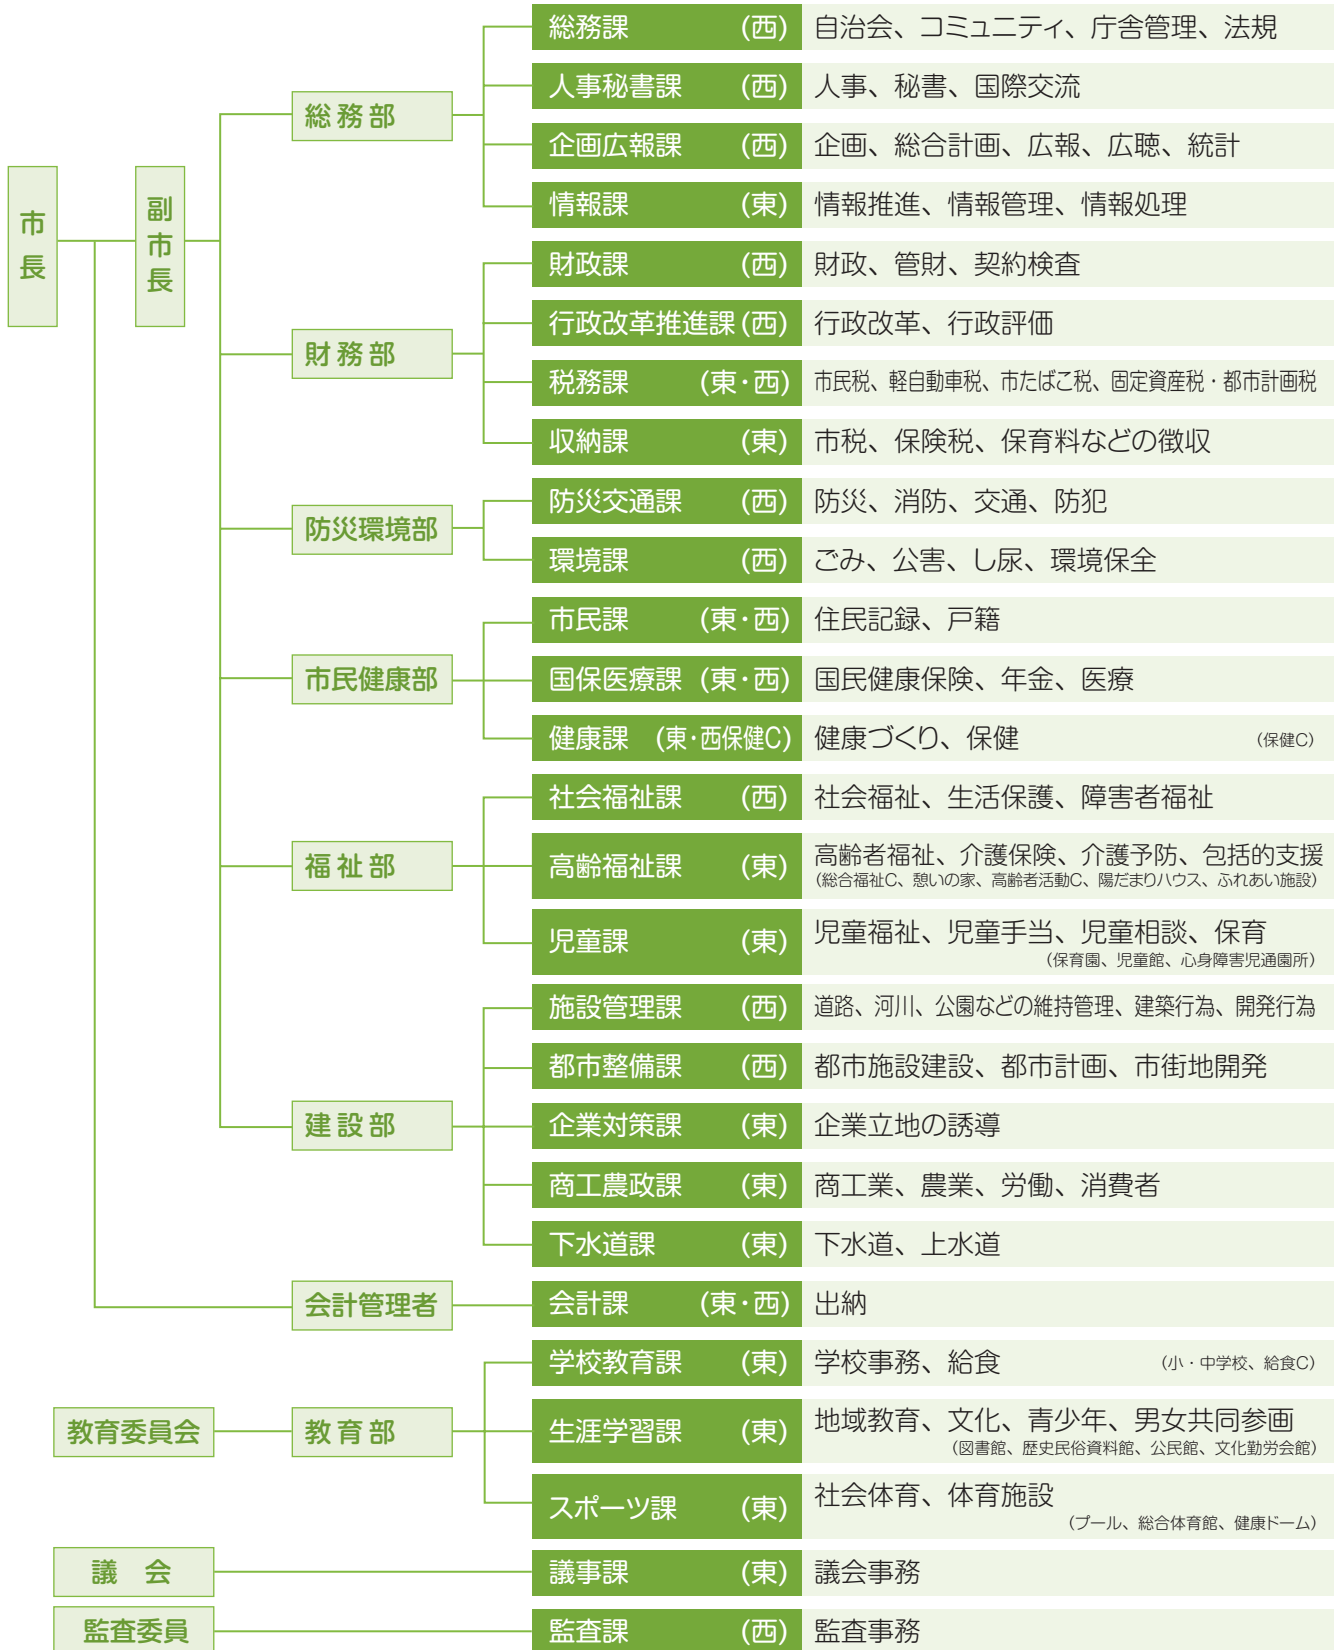 市長
副市長
総務部
総務課 (西) 自治会、コミュニティ、庁舎管理、法規
人事秘書課 (西) 人事、秘書、国際交流
企画広報課 (西) 企画、総合計画、広報、広聴、統計
情報課 (東) 情報推進、情報管理、情報処理
財務部
財政課 (西) 財政、管財、契約検査
行政改革推進課 (西) 行政改革、行政評価
税務課 (東・西) 市民税、軽自動車税、市たばこ税、固定資産税・都市計画税
収納課 (東) 市税、保険税、保育料などの徴収
防災環境部
防災交通課 (西) 防災、消防、交通、防犯
環境課 (西) ごみ、公害、し尿、環境保全
市民健康部
市民課 (東・西) 住民記録、戸籍
国保医療課 (東・西) 国民健康保険、年金、医療
健康課 (東・西保健C) 健康づくり、保健 (保健C)
福祉部
社会福祉課 (西) 社会福祉、生活保護、障害者福祉
高齢福祉課 (東) 高齢者福祉、介護保険、介護予防、包括的支援
(総合福祉C、憩いの家、高齢者活動C、陽だまりハウス、ふれあい施設)
児童課 (東) 児童福祉、児童手当、児童相談、保育
(保育園、児童館、心身障害児通園所)
建設部
施設管理課 (西) 道路、河川、公園などの維持管理、建築行為、開発行為
都市整備課 (西) 都市施設建設、都市計画、市街地開発
企業対策課 (東) 企業立地の誘導
商工農政課 (東) 商工業、農業、労働、消費者
下水道課 (東) 下水道、上水道
会計管理者
会計課 (東・西) 出納
教育委員会
教育部
学校教育課 (東) 学校事務、給食 (小・中学校、給食C)
生涯学習課 (東) 地域教育、文化、青少年、男女共同参画
(図書館、歴史民俗資料館、公民館、文化勤労会館)
スポーツ課 (東) 社会体育、体育施設
(プール、総合体育館、健康ドーム)
議会
議事課 (東) 議会事務
監査委員
監査課 (西) 監査事務